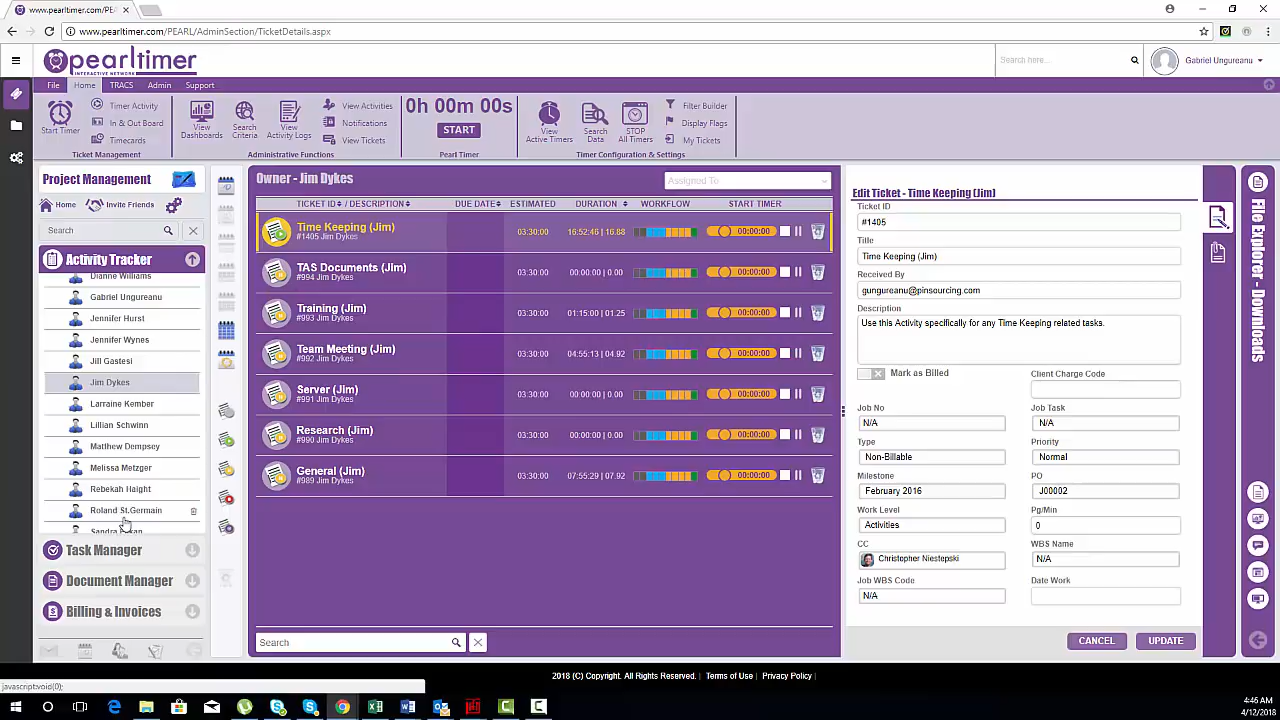 www.pearltimer.com/PEA
www.pearltimer.com/PEARL/AdminSection/TicketDetails.aspx
pearltimer
INTERACTIVE NETWORK
Search here...
Gabriel Ungureanu
File Home TRACS Admin Support
Start Timer
Timer Activity
In & Out Board
Timecards
Ticket Management
View Dashboards
Search Criteria
View Activity Logs
View Activities
Notifications
View Tickets
Administrative Functions
0h 00m 00s
START
Pearl Timer
View Active Timers
Search Data
STOP All Timers
Filter Builder
Display Flags
My Tickets
Timer Configuration & Settings
Project Management
Home Invite Friends
Search
Activity Tracker
Dianne Williams
Gabriel Ungureanu
Jennifer Hurst
Jennifer Wynes
Jill Gastesi
Jim Dykes
Larraine Kember
Lillian Schwinn
Matthew Dempsey
Melissa Metzger
Rebekah Haight
Roland St.Germain
Task Manager
Document Manager
Billing & Invoices
Owner - Jim Dykes
Assigned To
TICKET ID / DESCRIPTION DUE DATE ESTIMATED DURATION WORKFLOW START TIMER
Time Keeping (Jim)
#1405 Jim Dykes
03:30:00 16:52:46 | 16.88 00:00:00
TAS Documents (Jim)
#994 Jim Dykes
03:30:00 00:00:00 | 0.00 00:00:00
Training (Jim)
#993 Jim Dykes
03:30:00 01:15:00 | 01.25 00:00:00
Team Meeting (Jim)
#992 Jim Dykes
03:30:00 04:55:13 | 04.92 00:00:00
Server (Jim)
#991 Jim Dykes
03:30:00 00:00:00 | 0.00 00:00:00
Research (Jim)
#990 Jim Dykes
03:30:00 00:00:00 | 0.00 00:00:00
General (Jim)
#989 Jim Dykes
03:30:00 07:55:29 | 07.92 00:00:00
Search
Edit Ticket - Time Keeping (Jim)
Ticket ID
#1405
Title
Time Keeping (Jim)
Received By
gungureanu@pinsourcing.com
Description
Use this Activity specifically for any Time Keeping related tasks.
Mark as Billed
Client Charge Code
Job No Job Task
N/A N/A
Type Priority
Non-Billable Normal
Milestone PO
February 2016 J00002
Work Level Pg/Min
Activities 0
CC WBS Name
Christopher Niestepski N/A
Job WBS Code Date Work
N/A
CANCEL UPDATE
File Explorer - Downloads
2018 (C) Copyright. All Rights Reserved. | Terms of Use | Privacy Policy |
javascript:void(0);
4:46 AM
4/12/2018